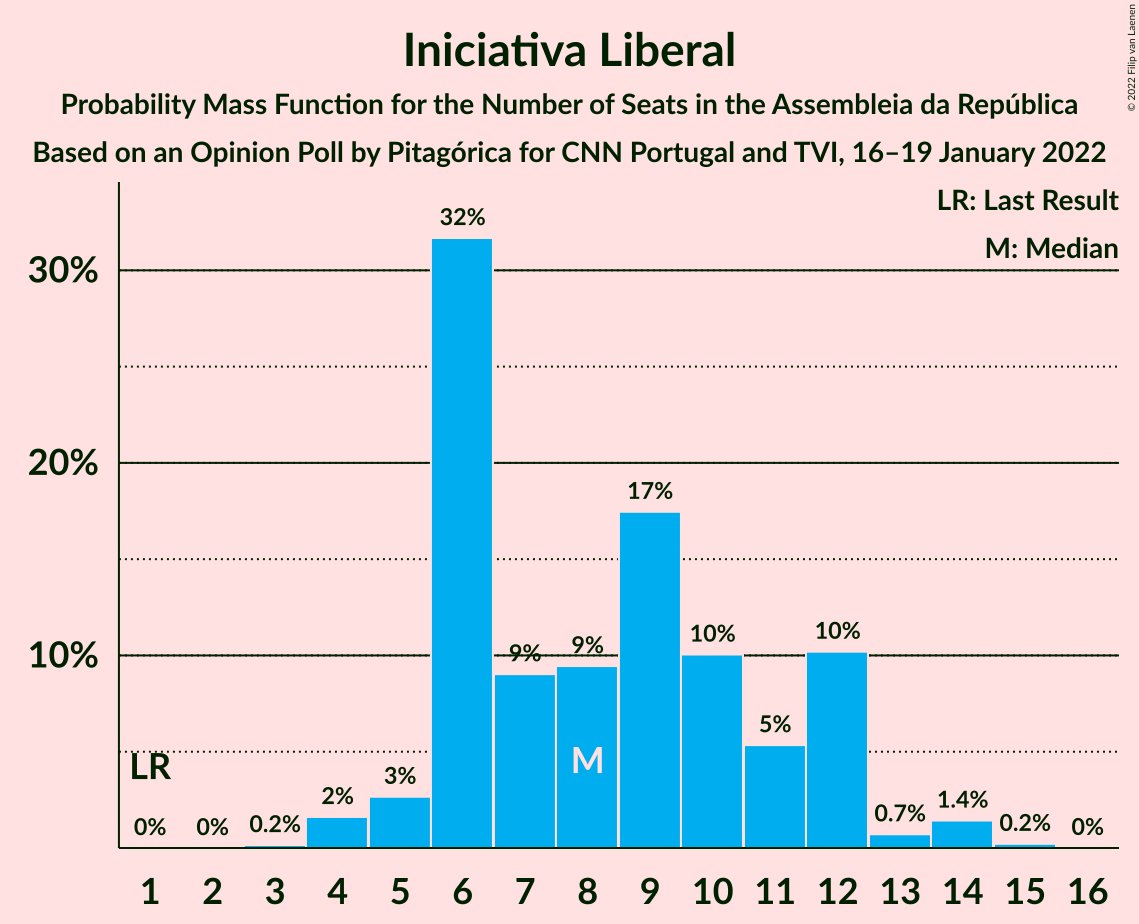 Iniciativa Liberal
Probability Mass Function for the Number of Seats in the Assembleia da República
Based on an Opinion Poll by Pitagórica for CNN Portugal and TVI, 16–19 January 2022
© 2022 Filip van Laenen
LR: Last Result
M: Median
30%
20%
10%
LR
M
0%
0%
0.2%
2%
3%
32%
9%
9%
17%
10%
5%
10%
0.7%
1.4%
0.2%
0%
1 2 3 4 5 6 7 8 9 10 11 12 13 14 15 16